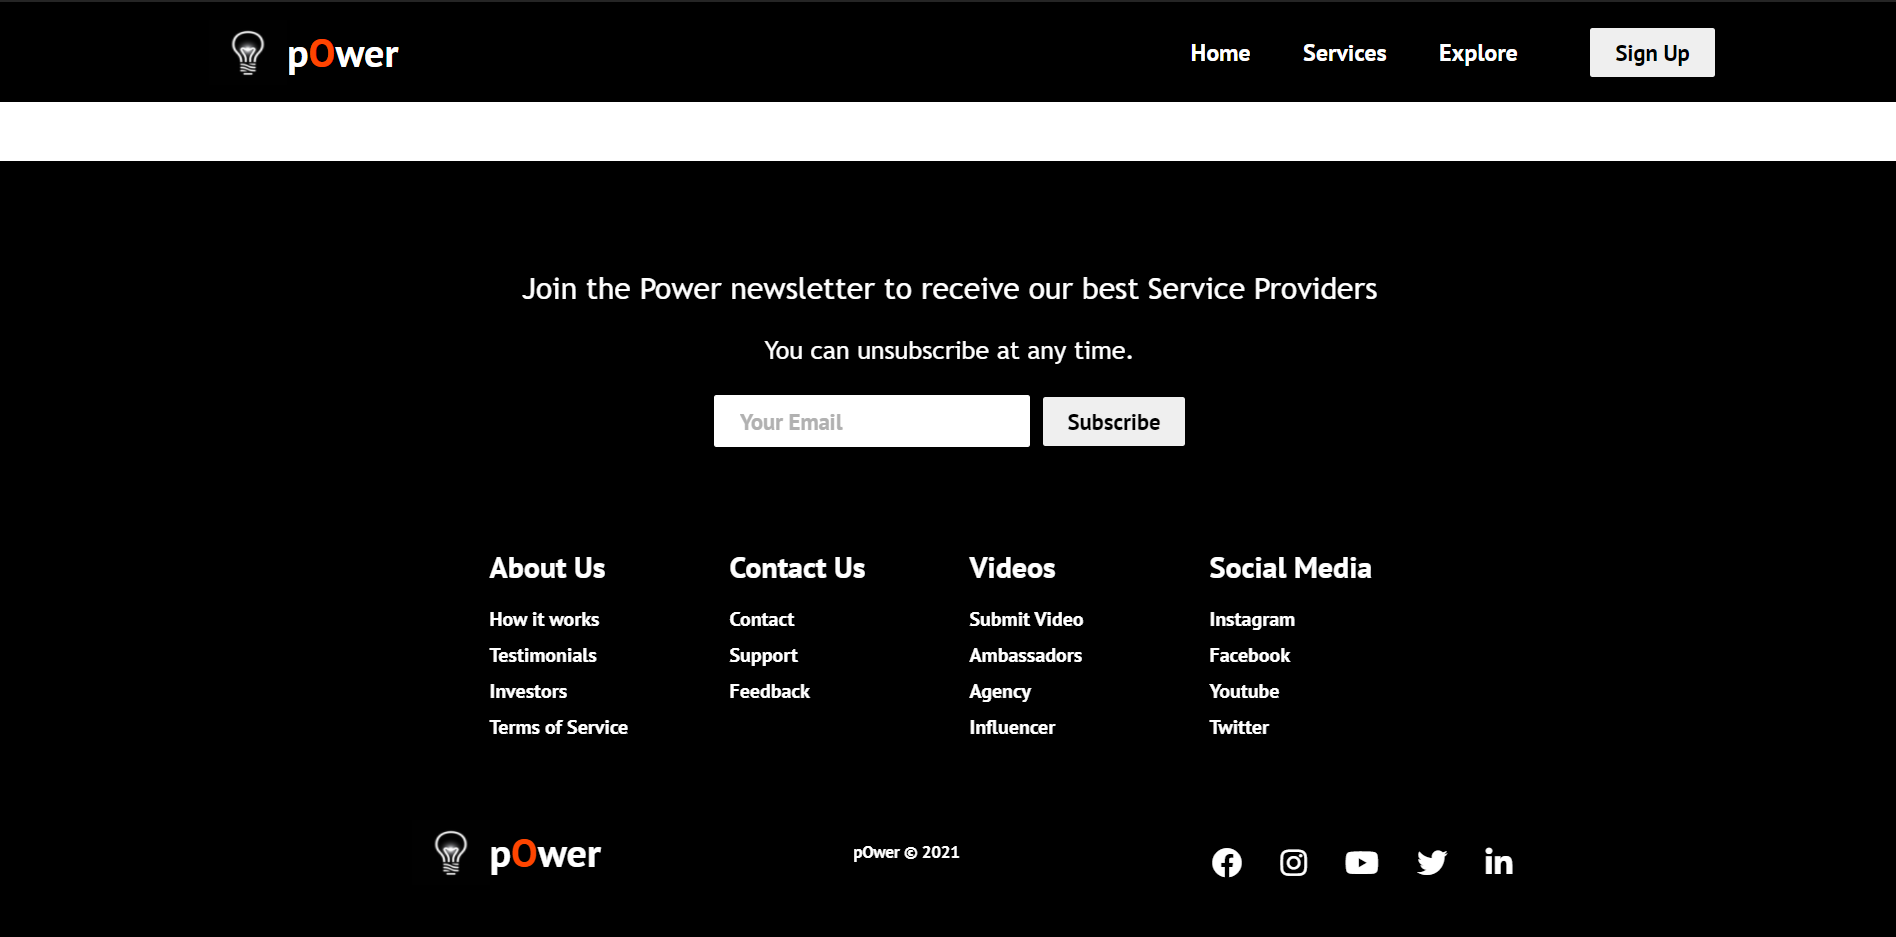 pOwer
Home Services Explore Sign Up
Join the Power newsletter to receive our best Service Providers
You can unsubscribe at any time.
Your Email Subscribe
About Us Contact Us Videos Social Media
How it works Contact Submit Video Instagram
Testimonials Support Ambassadors Facebook
Investors Feedback Agency Youtube
Terms of Service Influencer Twitter
pOwer pOwer © 2021